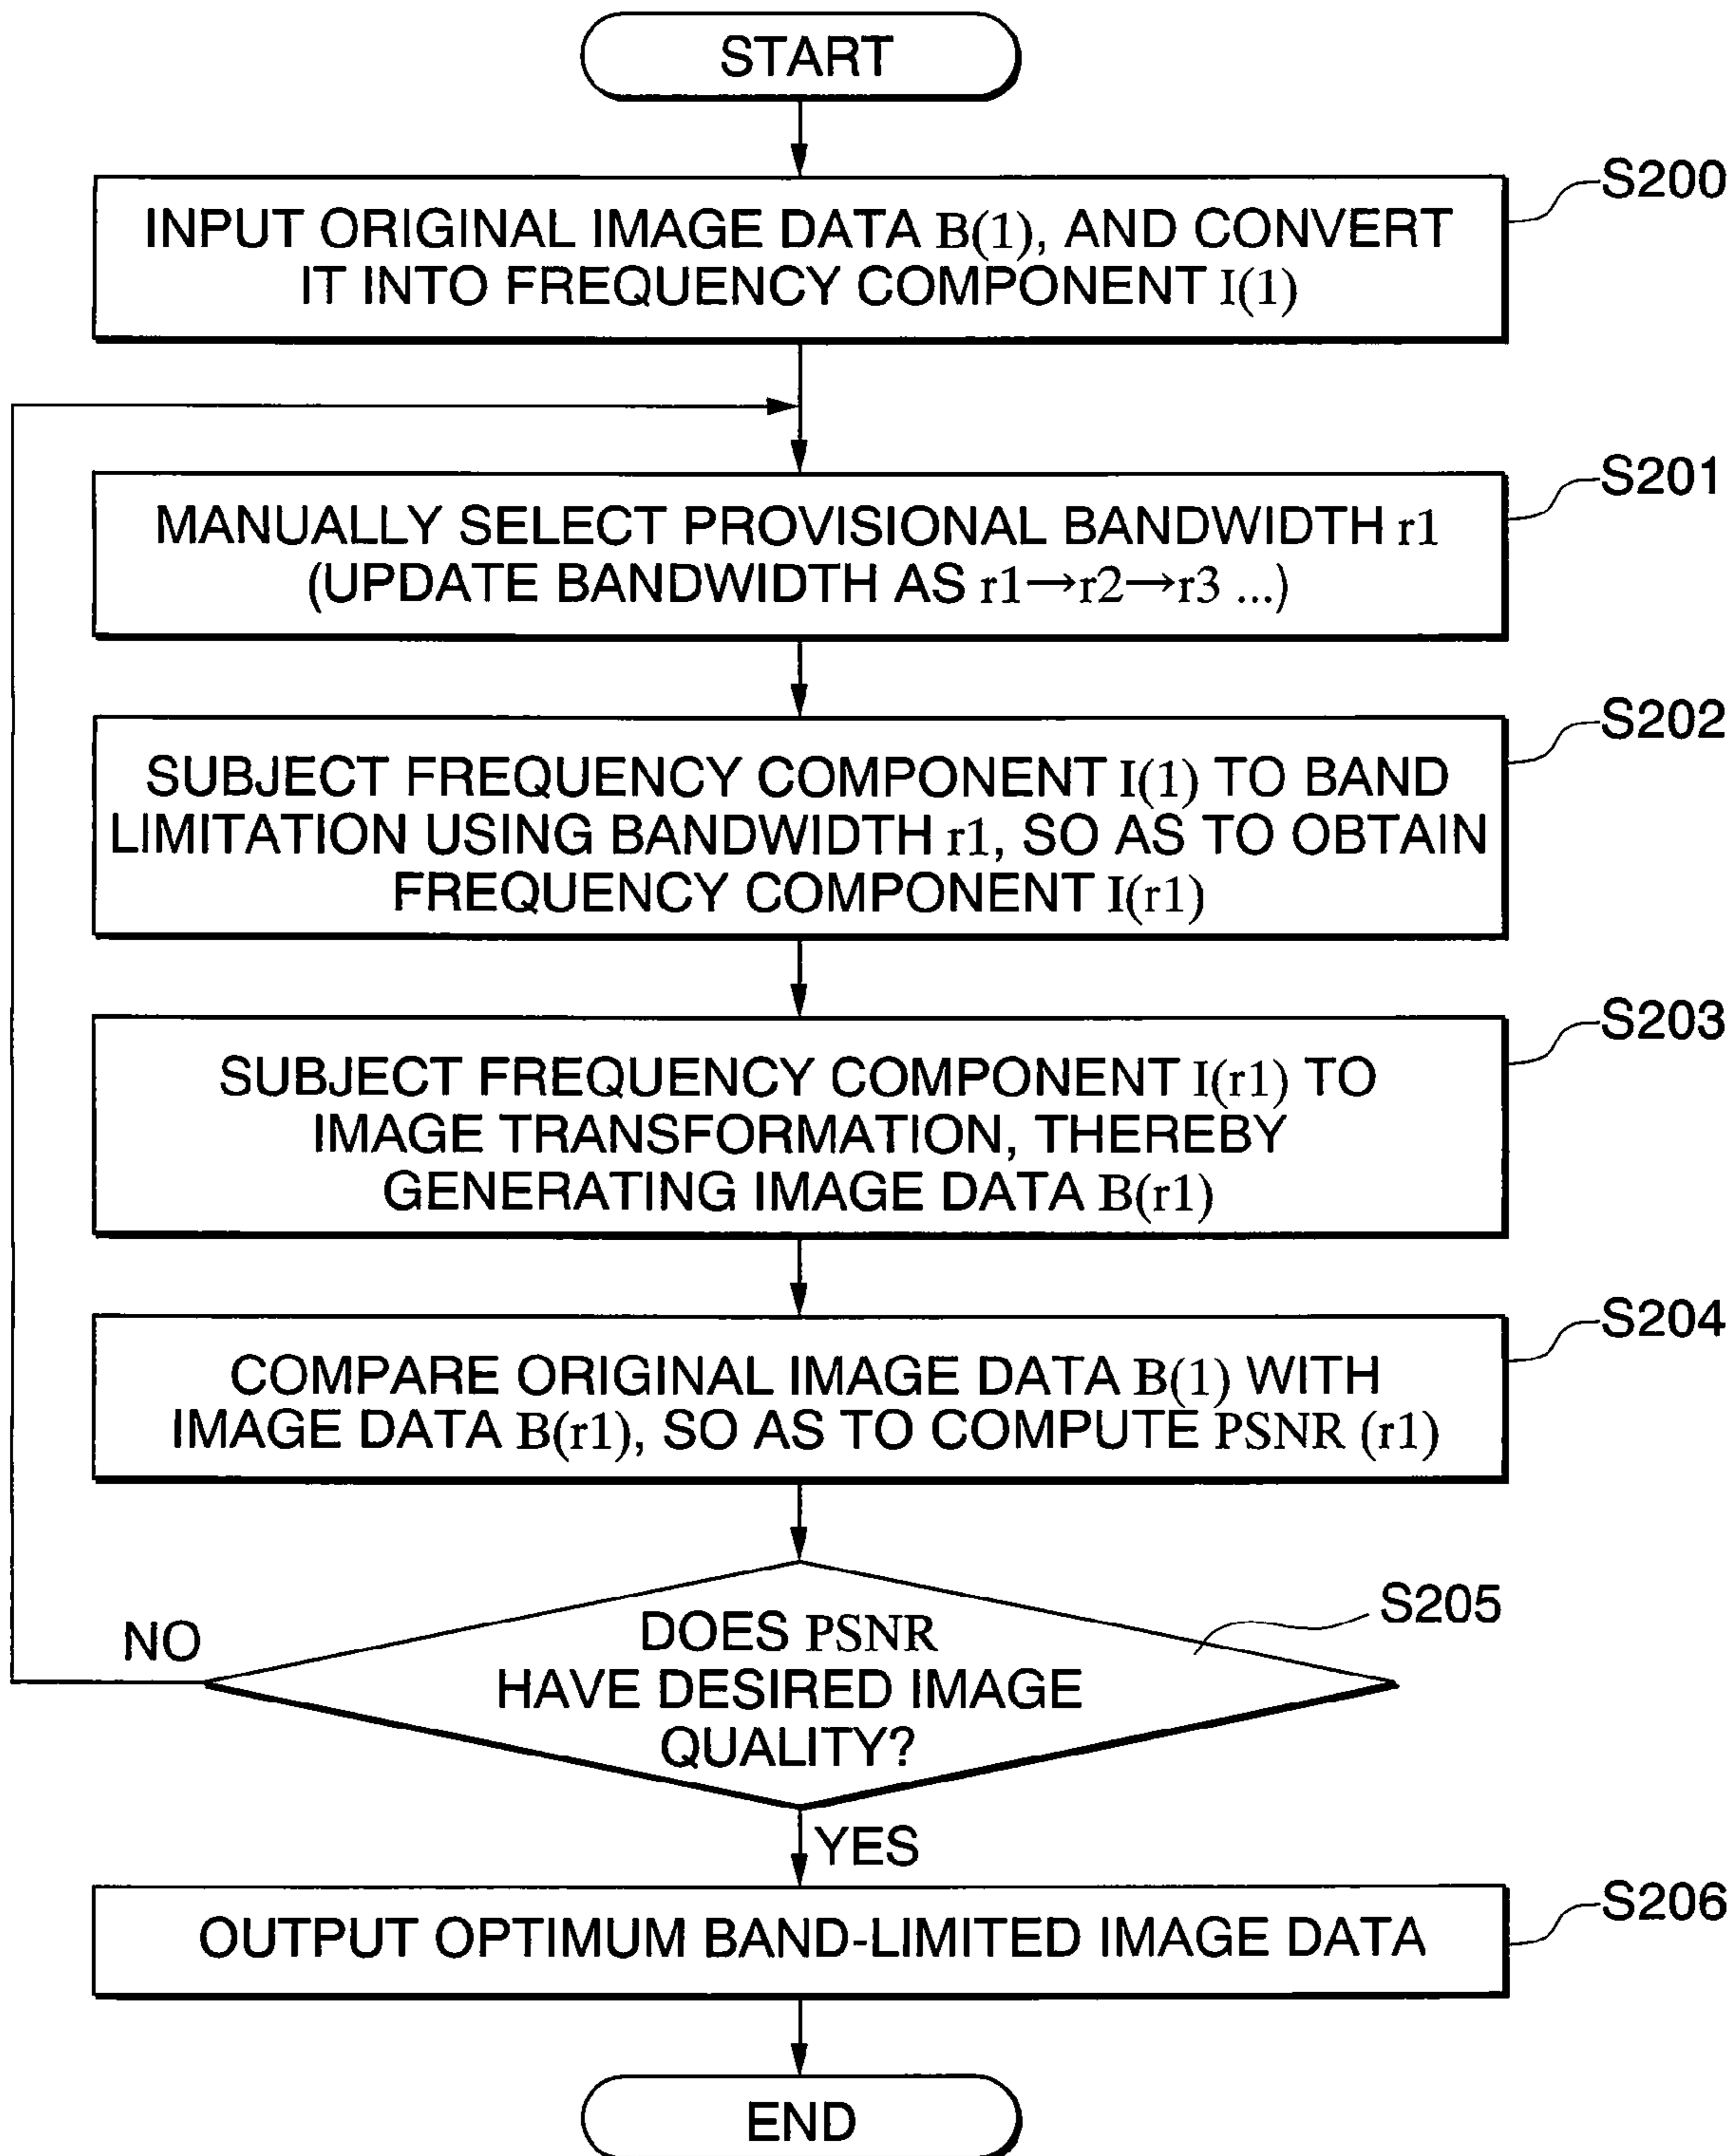 START
S200
INPUT ORIGINAL IMAGE DATA B(1), AND CONVERT
IT INTO FREQUENCY COMPONENT I(1)
S201
MANUALLY SELECT PROVISIONAL BANDWIDTH r1
(UPDATE BANDWIDTH AS r1→r2→r3 ...)
S202
SUBJECT FREQUENCY COMPONENT I(1) TO BAND
LIMITATION USING BANDWIDTH r1, SO AS TO OBTAIN
FREQUENCY COMPONENT I(r1)
S203
SUBJECT FREQUENCY COMPONENT I(r1) TO
IMAGE TRANSFORMATION, THEREBY
GENERATING IMAGE DATA B(r1)
S204
COMPARE ORIGINAL IMAGE DATA B(1) WITH
IMAGE DATA B(r1), SO AS TO COMPUTE PSNR (r1)
S205
NO
DOES PSNR
HAVE DESIRED IMAGE
QUALITY?
YES
S206
OUTPUT OPTIMUM BAND-LIMITED IMAGE DATA
END